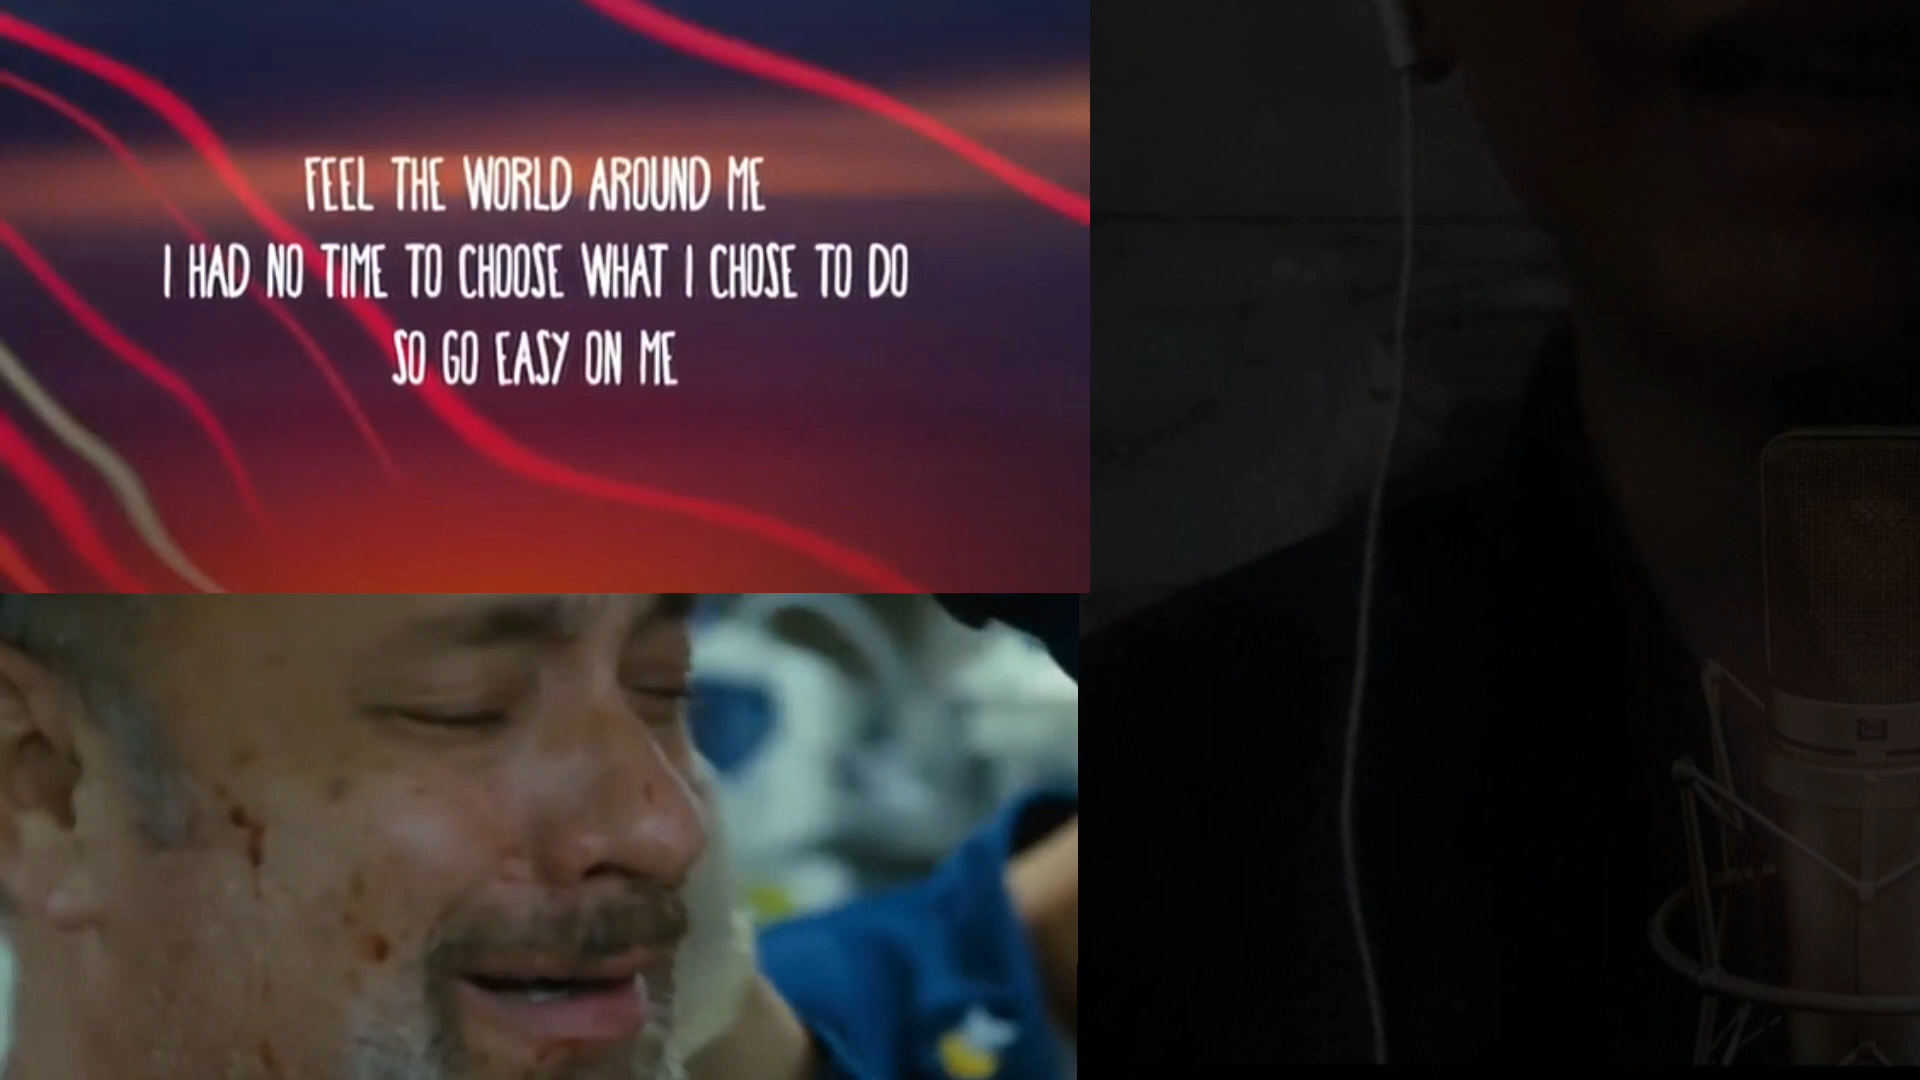 FEEL THE WORLD AROUND ME
I HAD NO TIME TO CHOOSE WHAT I CHOSE TO DO
SO GO EASY ON ME